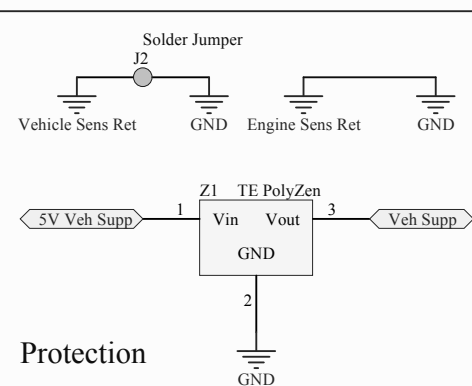 Solder Jumper
J2
Vehicle Sens Ret GND Engine Sens Ret GND
Z1 TE PolyZen
5V Veh Supp 1 Vin Vout 3 Veh Supp
GND
2
Protection
GND